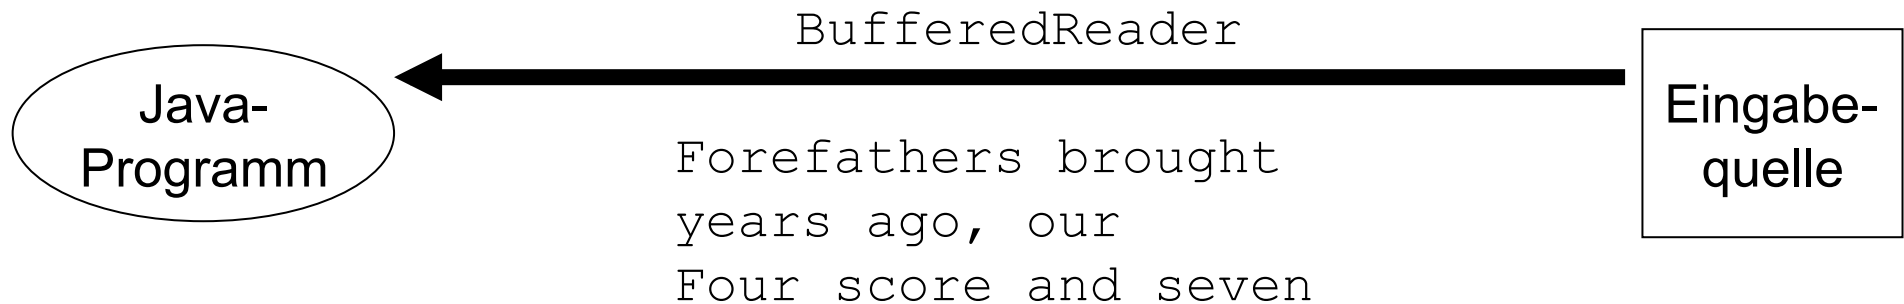 BufferedReader
Java-
Programm
Eingabe-
quelle
Forefathers brought
years ago, our
Four score and seven